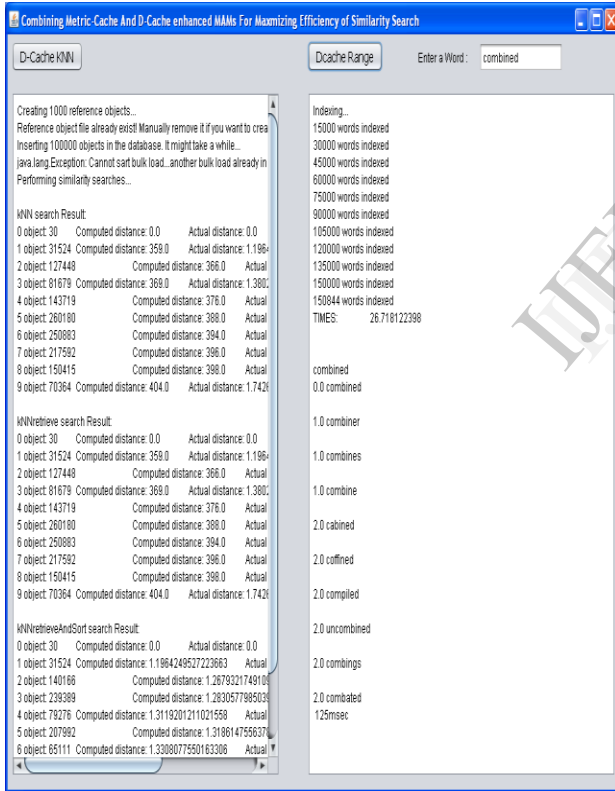 Combining Metric-Cache And D-Cache enhanced MAMs For Maxmizing Efficiency of Similarity Search
D-Cache KNN
Dcache Range
Enter a Word :
combined
Creating 1000 reference objects...
Reference object file already exist! Manually remove it if you want to crea
Inserting 100000 objects in the database. It might take a while...
java.lang.Exception: Cannot sart bulk load...another bulk load already in
Performing similarity searches...
kNN search Result:
0 object: 30 Computed distance: 0.0 Actual distance: 0.0
1 object: 31524 Computed distance: 359.0 Actual distance: 1.196
2 object: 127448 Computed distance: 366.0 Actual
3 object: 81679 Computed distance: 369.0 Actual distance: 1.380
4 object: 143719 Computed distance: 376.0 Actual
5 object: 260180 Computed distance: 388.0 Actual
6 object: 250883 Computed distance: 394.0 Actual
7 object: 217592 Computed distance: 396.0 Actual
8 object: 150415 Computed distance: 398.0 Actual
9 object: 70364 Computed distance: 404.0 Actual distance: 1.742
kNNretrieve search Result:
0 object: 30 Computed distance: 0.0 Actual distance: 0.0
1 object: 31524 Computed distance: 359.0 Actual distance: 1.196
2 object: 127448 Computed distance: 366.0 Actual
3 object: 81679 Computed distance: 369.0 Actual distance: 1.380
4 object: 143719 Computed distance: 376.0 Actual
5 object: 260180 Computed distance: 388.0 Actual
6 object: 250883 Computed distance: 394.0 Actual
7 object: 217592 Computed distance: 396.0 Actual
8 object: 150415 Computed distance: 398.0 Actual
9 object: 70364 Computed distance: 404.0 Actual distance: 1.742
kNNretrieveAndSort search Result:
0 object: 30 Computed distance: 0.0 Actual distance: 0.0
1 object: 31524 Computed distance: 1.1964249527223663 Actual
2 object: 140166 Computed distance: 1.267932174910
3 object: 239389 Computed distance: 1.283057798503
4 object: 79276 Computed distance: 1.3119201211021558 Actual
5 object: 207992 Computed distance: 1.318614755637
6 object: 65111 Computed distance: 1.3308077550163306 Actual
Indexing...
15000 words indexed
30000 words indexed
45000 words indexed
60000 words indexed
75000 words indexed
90000 words indexed
105000 words indexed
120000 words indexed
135000 words indexed
150000 words indexed
150844 words indexed
TIMES: 26.718122398
combined
0.0 combined
1.0 combiner
1.0 combines
1.0 combine
2.0 cabined
2.0 coffined
2.0 compiled
2.0 uncombined
2.0 combings
2.0 combated
125msec